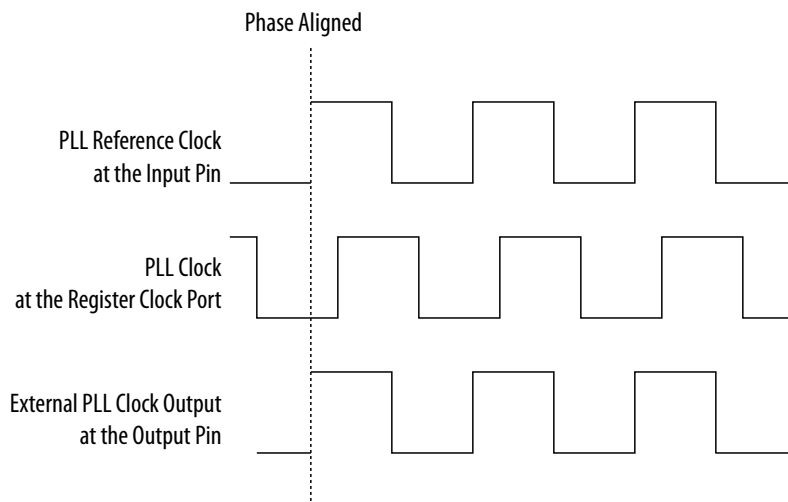 Phase Aligned
PLL Reference Clock
at the Input Pin
PLL Clock
at the Register Clock Port
External PLL Clock Output
at the Output Pin